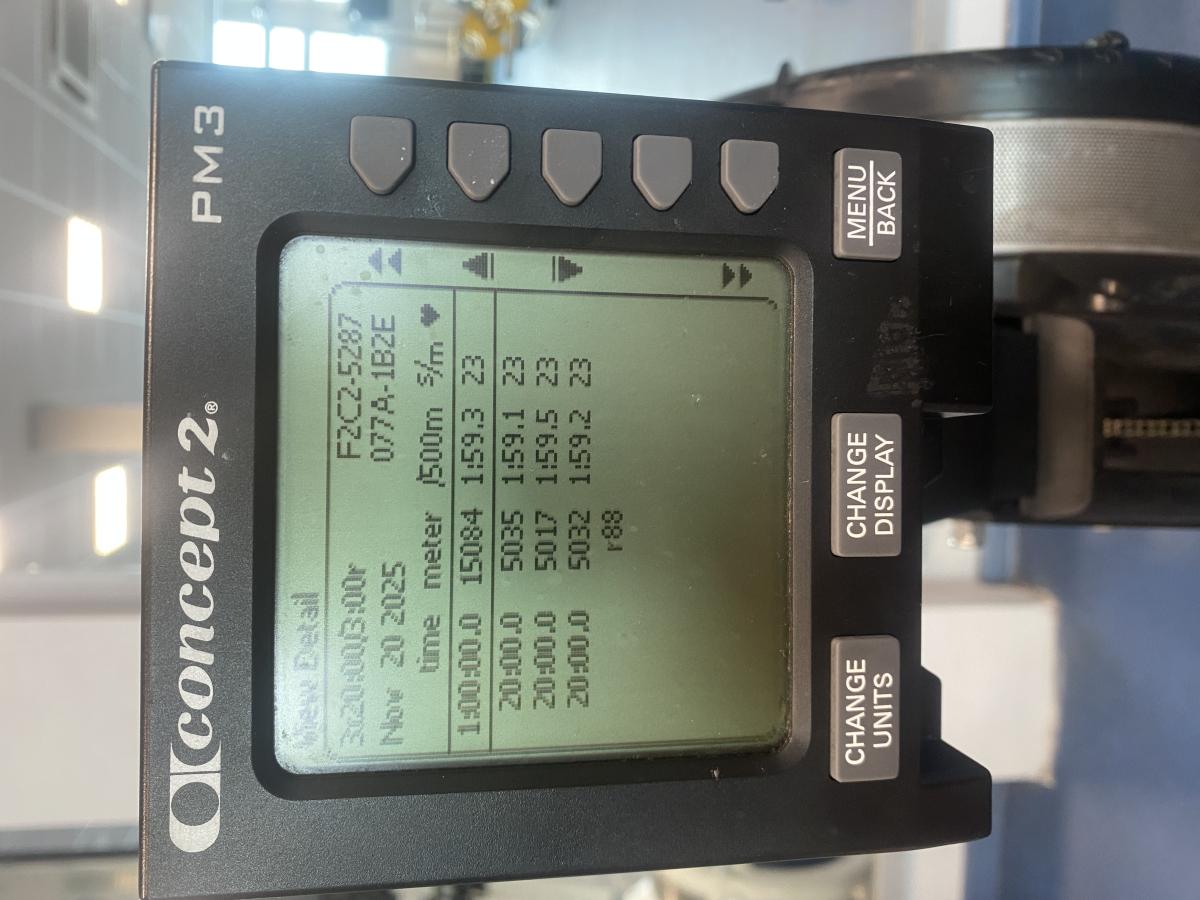 concept 2®
PM3
View Detail
3x20:00/3:00r F2C2-5287
Nov 20 2025 077A-1B2E
time meter /500m s/m ♥
1:00:00.0 15084 1:59.3 23
20:00.0 5035 1:59.1 23
20:00.0 5017 1:59.5 23
20:00.0 5032 1:59.2 23
r88
CHANGE UNITS
CHANGE DISPLAY
MENU BACK